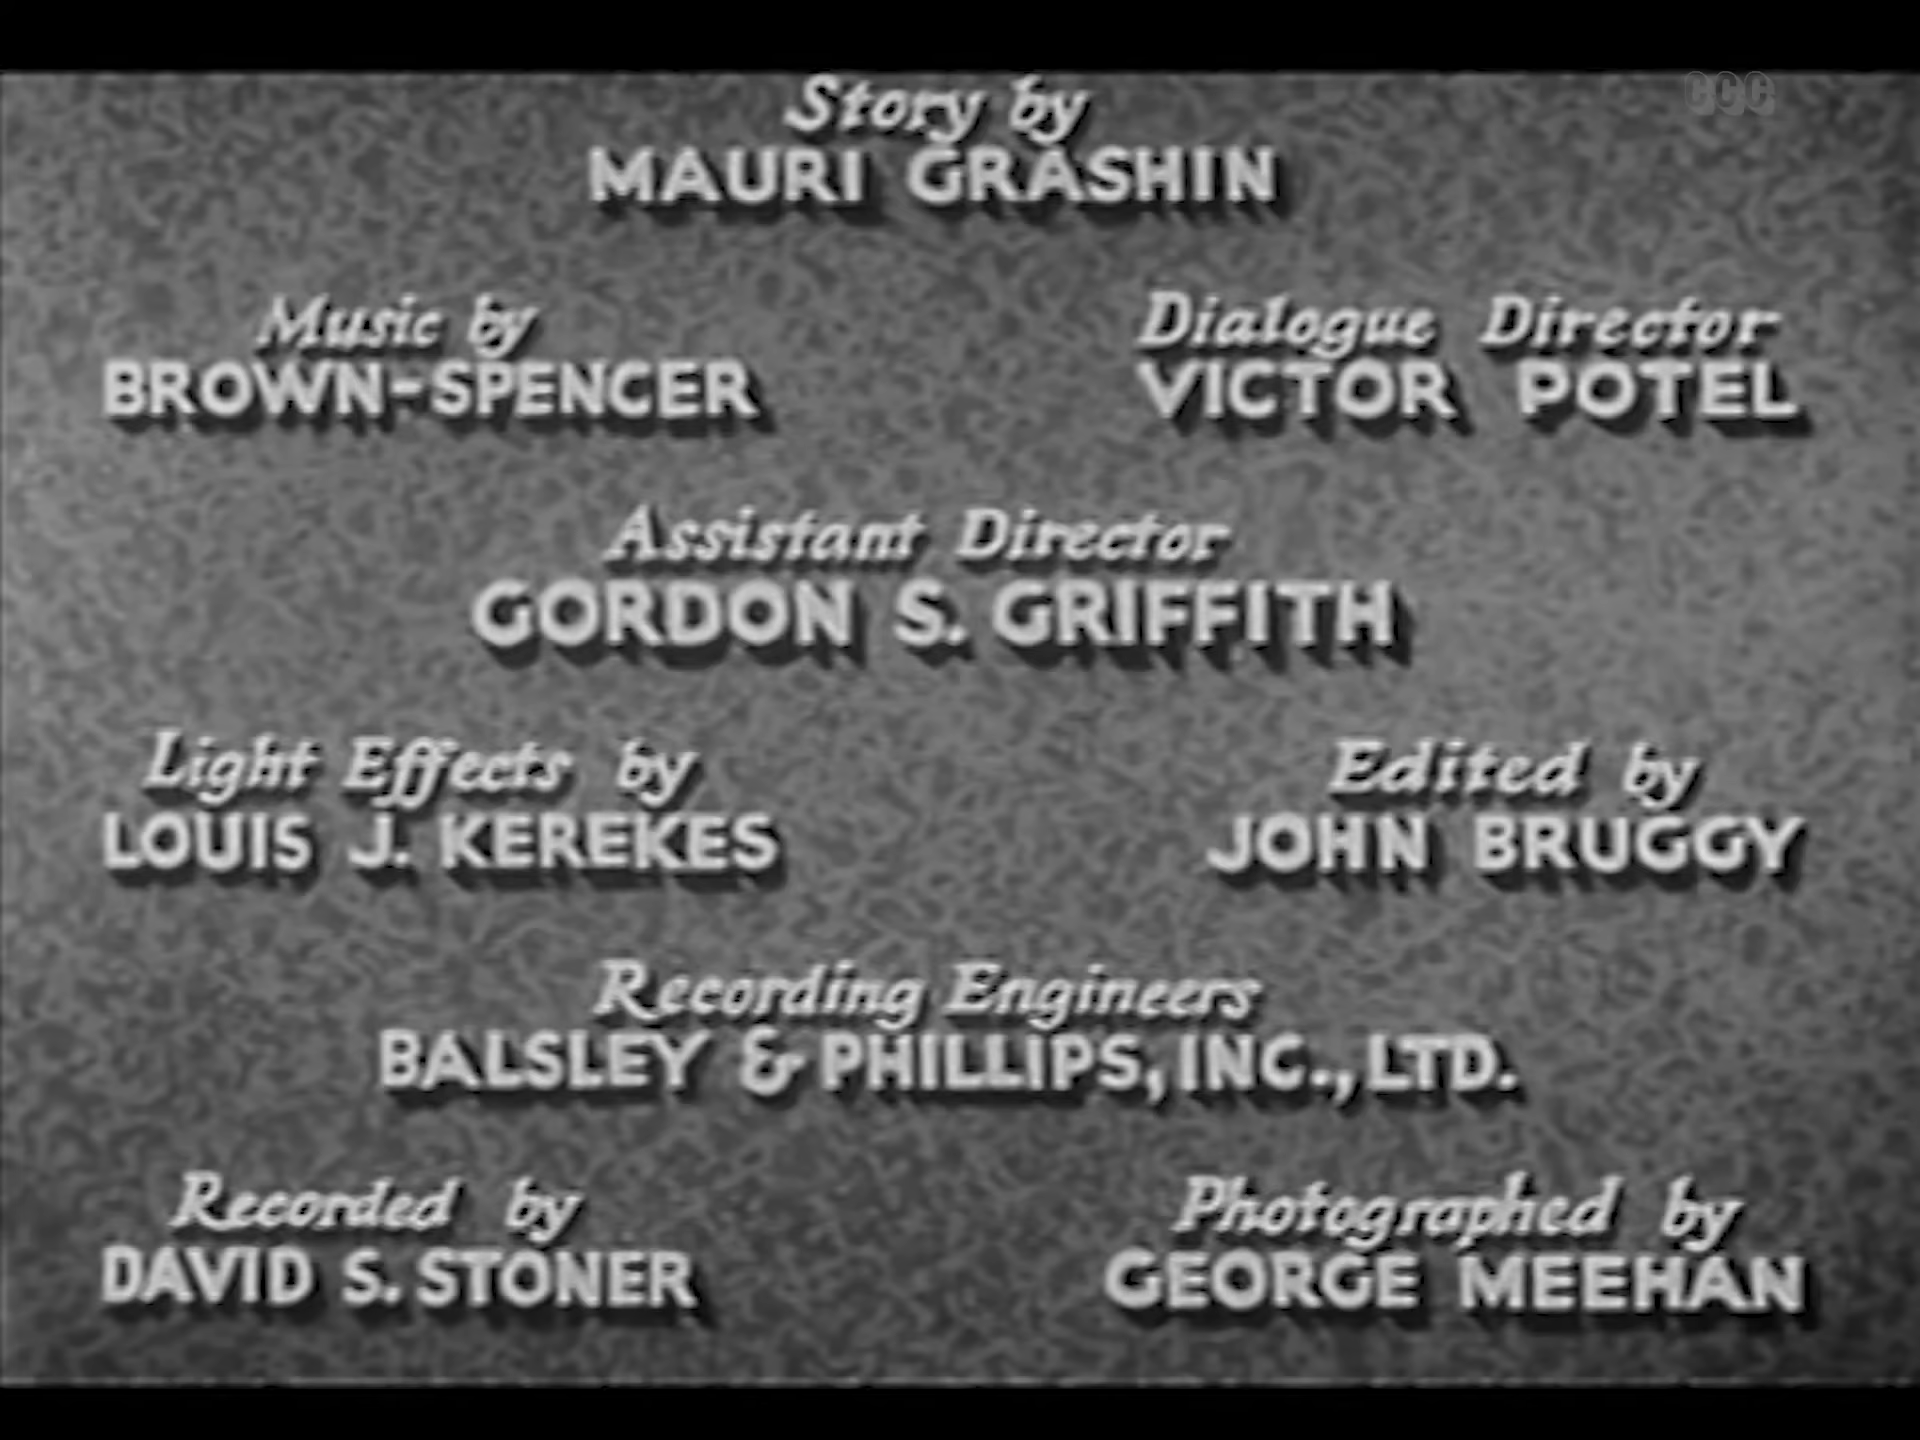 CCC
Story by
MAURI GRASHIN
Music by
BROWN-SPENCER
Dialogue Director
VICTOR POTEL
Assistant Director
GORDON S. GRIFFITH
Light Effects by
LOUIS J. KEREKES
Edited by
JOHN BRUGGY
Recording Engineers
BALSLEY & PHILLIPS, INC., LTD.
Recorded by
DAVID S. STONER
Photographed by
GEORGE MEEHAN